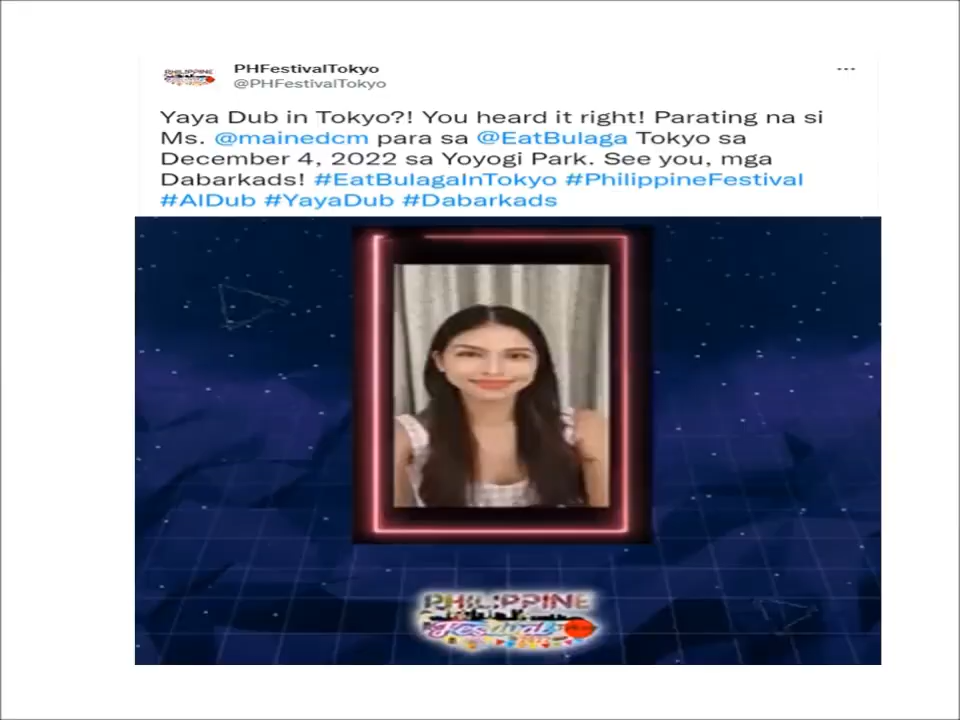 PHILIPPINE
PHFestivalTokyo
@PHFestivalTokyo
Yaya Dub in Tokyo?! You heard it right! Parating na si
Ms. @mainedcm para sa @EatBulaga Tokyo sa
December 4, 2022 sa Yoyogi Park. See you, mga
Dabarkads! #EatBulagaInTokyo #PhilippineFestival
#AlDub #YayaDub #Dabarkads
PHILIPPINE
Festival